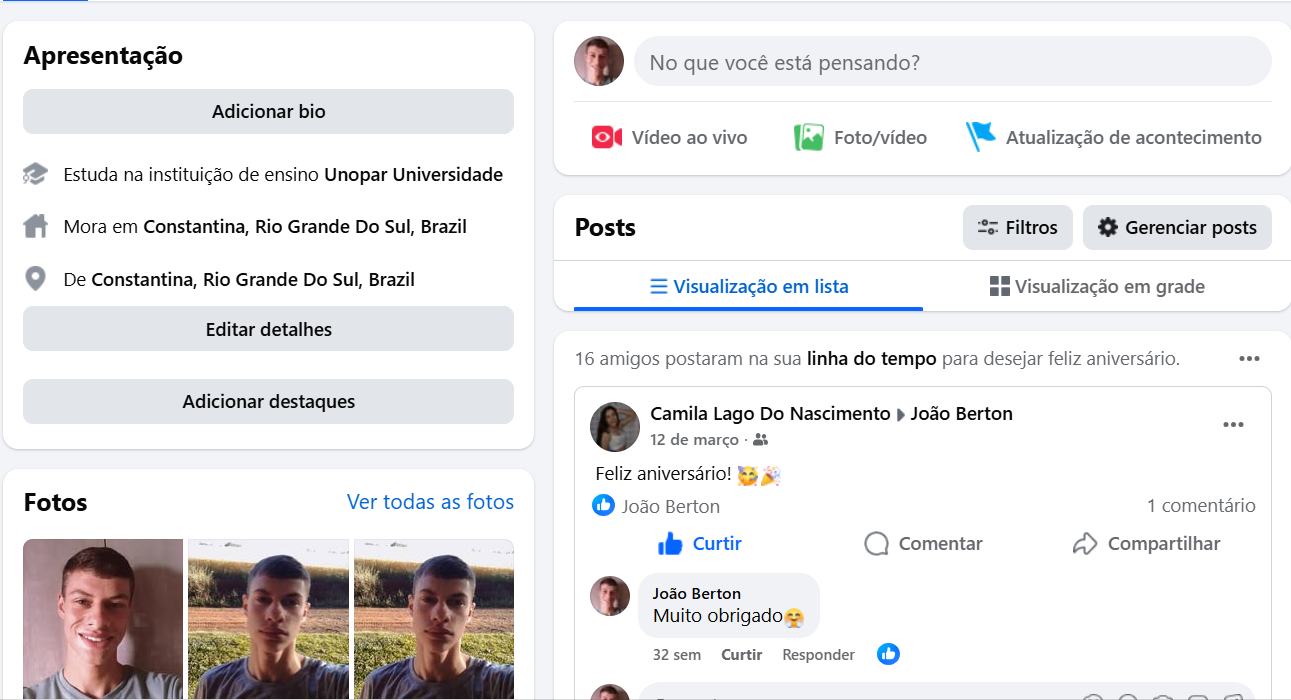 Apresentação
Adicionar bio
Estuda na instituição de ensino Unopar Universidade
Mora em Constantina, Rio Grande Do Sul, Brazil
De Constantina, Rio Grande Do Sul, Brazil
Editar detalhes
Adicionar destaques
Fotos
Ver todas as fotos
No que você está pensando?
Vídeo ao vivo
Foto/vídeo
Atualização de acontecimento
Posts
Filtros
Gerenciar posts
Visualização em lista
Visualização em grade
16 amigos postaram na sua linha do tempo para desejar feliz aniversário.
Camila Lago Do Nascimento João Berton
12 de março ·
Feliz aniversário! 🥳🎉
João Berton
1 comentário
Curtir
Comentar
Compartilhar
João Berton
Muito obrigado🤗
32 sem Curtir Responder